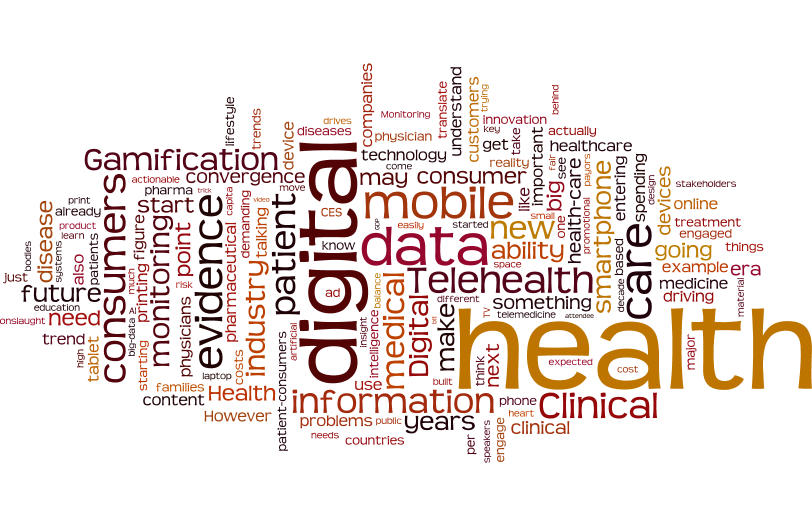 health
digital
data
mobile
care
Telehealth
information
evidence
consumers
Clinical
patient
medical
Gamification
monitoring
industry
Digital
new
ability
smartphone
consumer
may
future
need
convergence
start
point
big
health-care
important
like
make
something
next
years
Health
However
going
era
example
devices
online
treatment
engaged
things
medicine
driving
material
major
stakeholders
design
spending
entering
based
decade
payors
promotional
fair
see
one
small
reality
take
get
key
innovation
actually
healthcare
behind
trying
customers
understand
translate
Monitoring
physician
technology
come
companies
drives
diseases
device
trends
lifestyle
CES
know
ad
move
video
demanding
talking
capita
trick
pharma
actionable
print
already
product
learn
disease
systems
bodies
just
also
patients
education
onslaught
trend
high
tablet
big-data
AI
much
printing
figure
risk
physicians
pharmaceutical
starting
families
content
laptop
costs
artificial
patient-consumers
problems
needs
countries
public
use
insight
intelligence
balance
GDP
easily
started
space
different
TV
telemedicine
attendee
built
think
expected
cost
phone
heart
clinical
engage
speakers
per